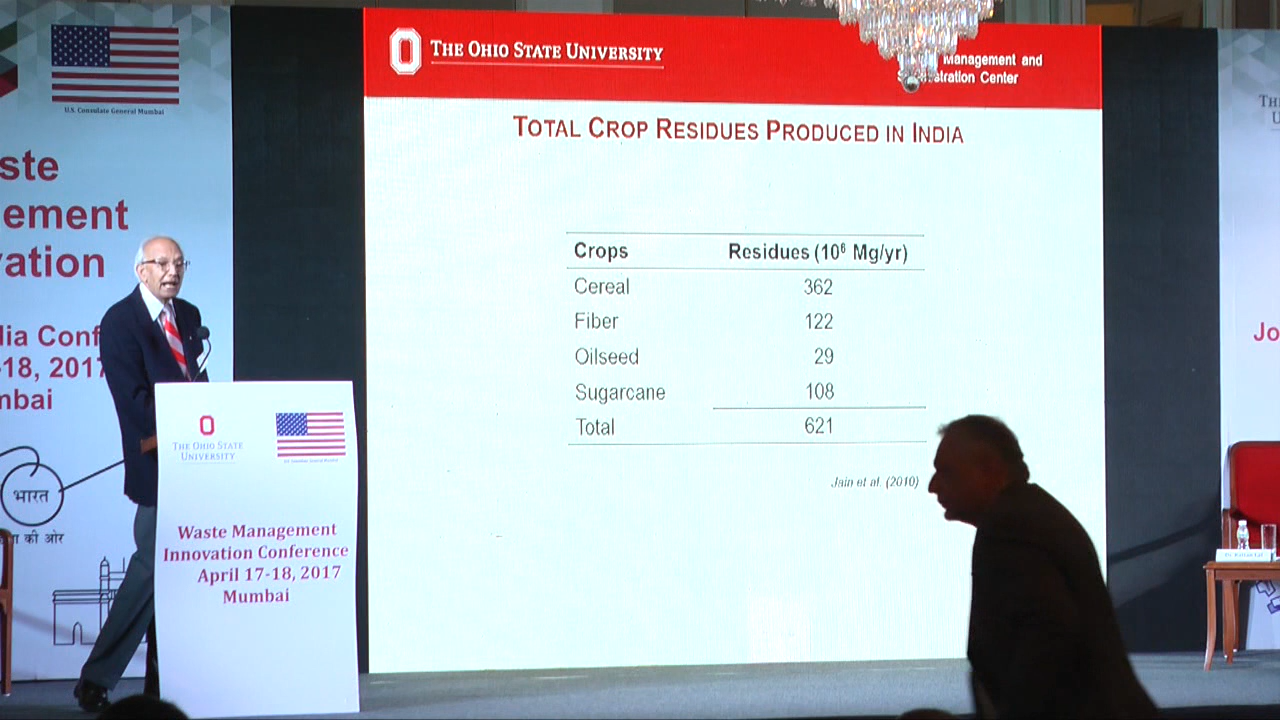 U.S. Consulate General Mumbai
ste
ement
vation
dia Conf
-18, 2017
mbai
भारत
की ओर
THE OHIO STATE UNIVERSITY
Management and
stration Center
TOTAL CROP RESIDUES PRODUCED IN INDIA
Crops Residues (10⁶ Mg/yr)
Cereal 362
Fiber 122
Oilseed 29
Sugarcane 108
Total 621
Jain et al. (2010)
THE OHIO STATE
UNIVERSITY
Waste Management
Innovation Conference
April 17-18, 2017
Mumbai
TH
U
Jo